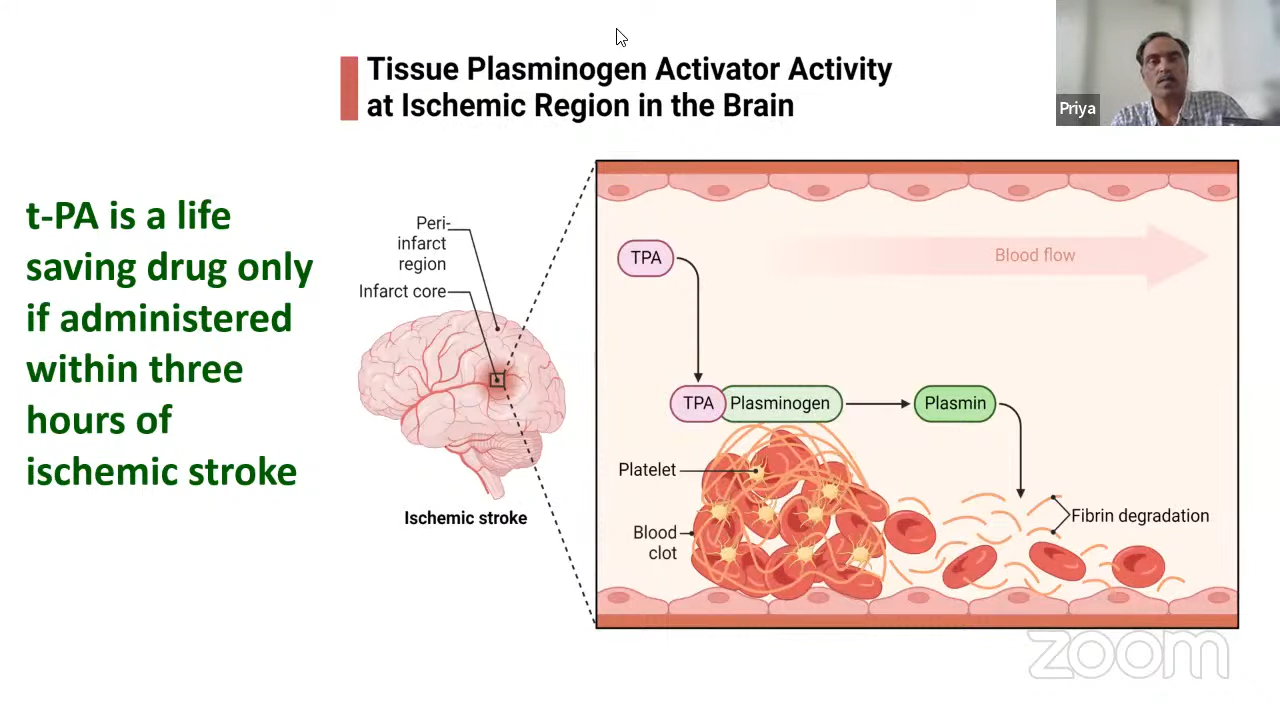 Tissue Plasminogen Activator Activity
at Ischemic Region in the Brain
Priya
t-PA is a life
saving drug only
if administered
within three
hours of
ischemic stroke
Peri-
infarct
region
Infarct core
Ischemic stroke
TPA
Blood flow
TPA
Plasminogen
Plasmin
Platelet
Blood
clot
Fibrin degradation
zoom